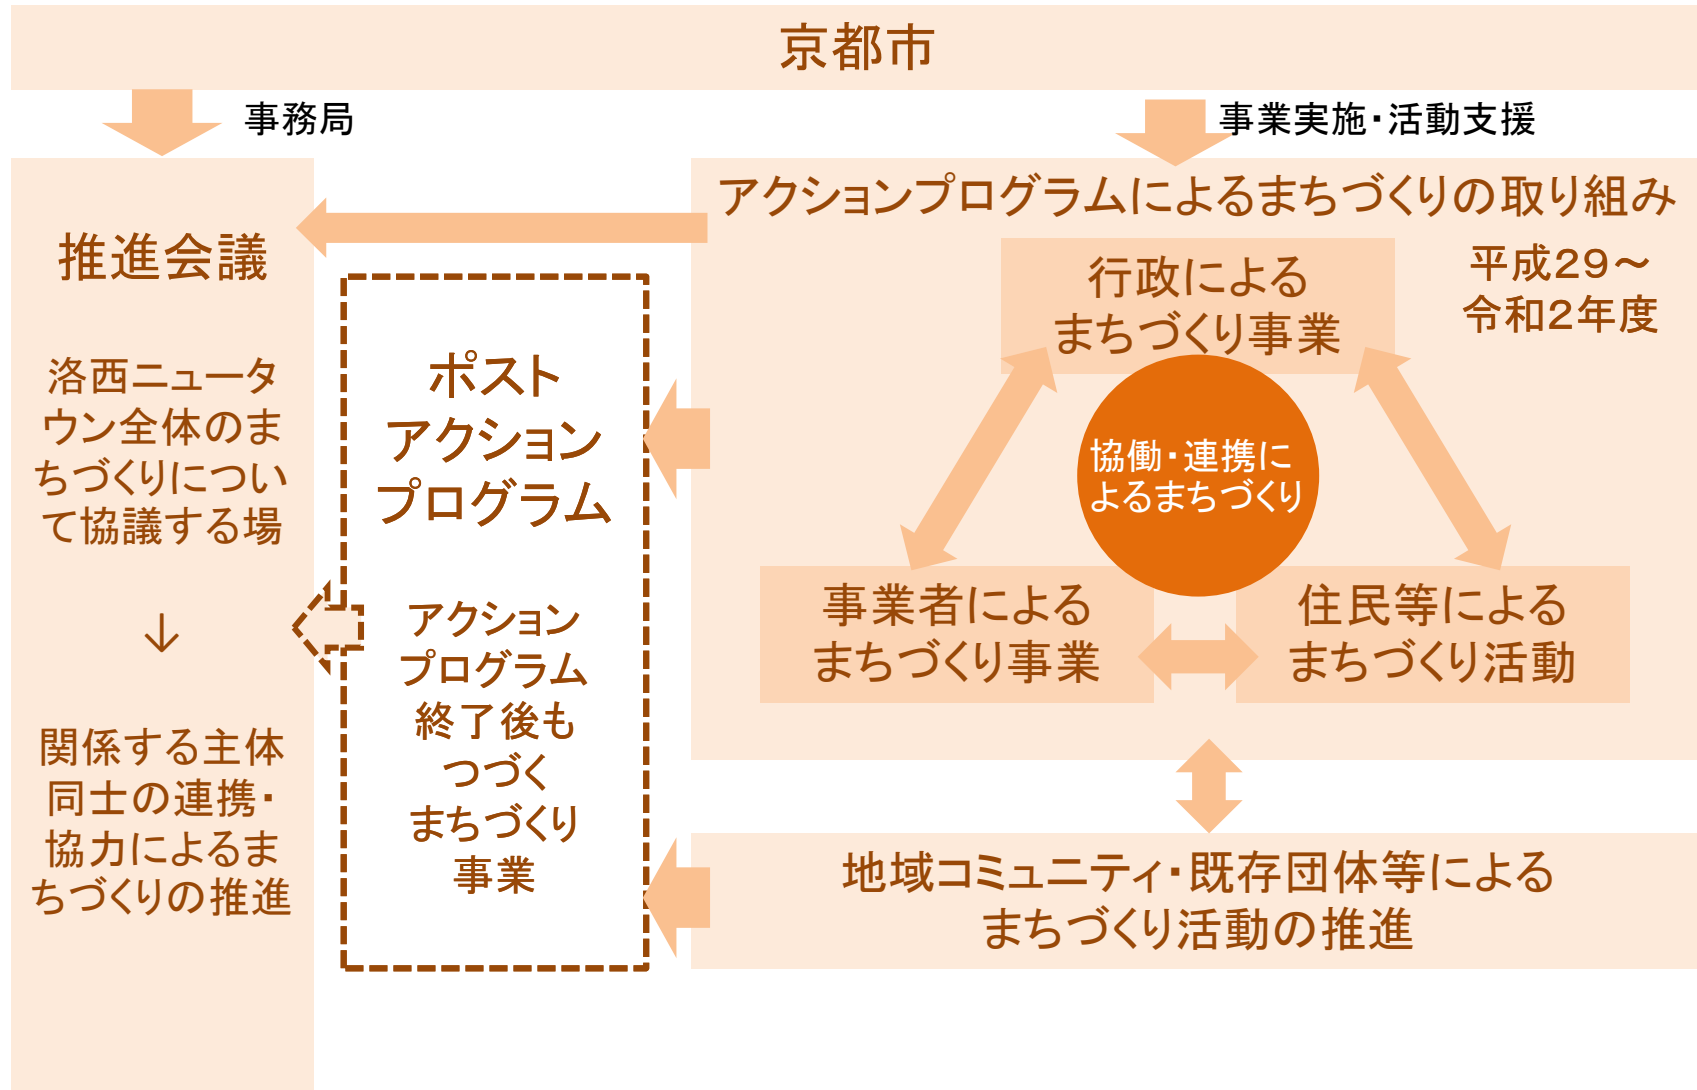 京都市
事務局
事業実施・活動支援
推進会議
洛西ニュータ
ウン全体のま
ちづくりについ
て協議する場
↓
関係する主体
同士の連携・
協力によるま
ちづくりの推進
ポスト
アクション
プログラム
アクション
プログラム
終了後も
つづく
まちづくり
事業
アクションプログラムによるまちづくりの取り組み
平成29～
令和2年度
行政による
まちづくり事業
協働・連携に
よるまちづくり
事業者による
まちづくり事業
住民等による
まちづくり活動
地域コミュニティ・既存団体等による
まちづくり活動の推進